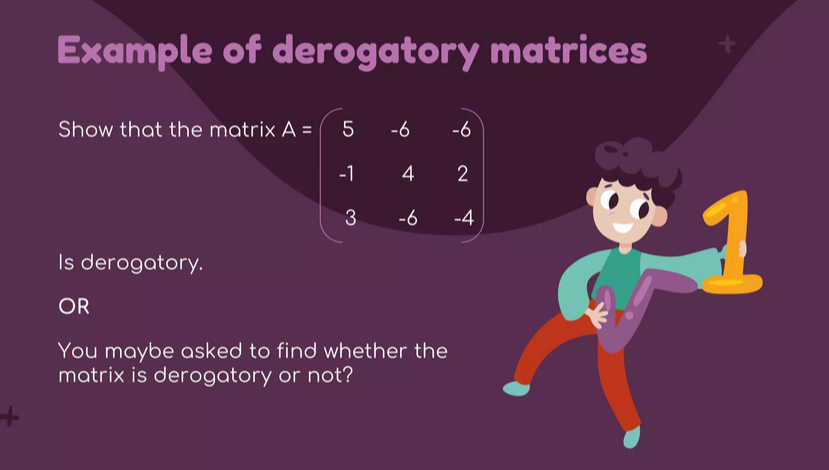 Example of derogatory matrices
Show that the matrix A = 5 -6 -6
-1 4 2
3 -6 -4
Is derogatory.
OR
You maybe asked to find whether the
matrix is derogatory or not?
1